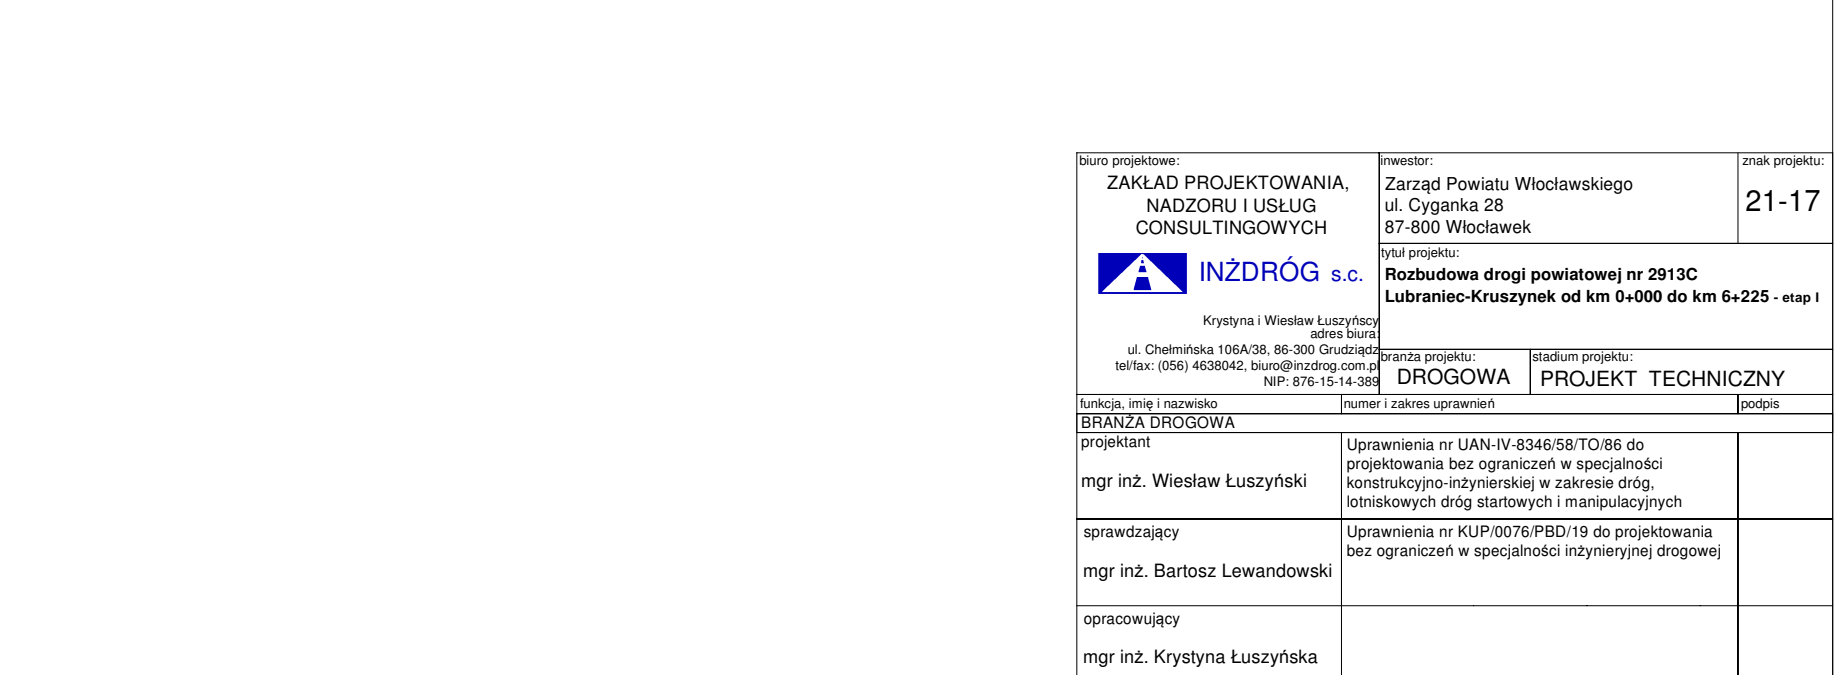 biuro projektowe:
ZAKŁAD PROJEKTOWANIA,
NADZORU I USŁUG
CONSULTINGOWYCH
INŻDRÓG s.c.
Krystyna i Wiesław Łuszyńscy
adres biura:
ul. Chełmińska 106A/38, 86-300 Grudziądz
tel/fax: (056) 4638042, biuro@inzdrog.com.pl
NIP: 876-15-14-389
inwestor:
Zarząd Powiatu Włocławskiego
ul. Cyganka 28
87-800 Włocławek
znak projektu:
21-17
tytuł projektu:
Rozbudowa drogi powiatowej nr 2913C
Lubraniec-Kruszynek od km 0+000 do km 6+225 - etap I
branża projektu:
DROGOWA
stadium projektu:
PROJEKT TECHNICZNY
funkcja, imię i nazwisko
numer i zakres uprawnień
podpis
BRANŻA DROGOWA
projektant
mgr inż. Wiesław Łuszyński
Uprawnienia nr UAN-IV-8346/58/TO/86 do
projektowania bez ograniczeń w specjalności
konstrukcyjno-inżynierskiej w zakresie dróg,
lotniskowych dróg startowych i manipulacyjnych
sprawdzający
mgr inż. Bartosz Lewandowski
Uprawnienia nr KUP/0076/PBD/19 do projektowania
bez ograniczeń w specjalności inżynieryjnej drogowej
opracowujący
mgr inż. Krystyna Łuszyńska